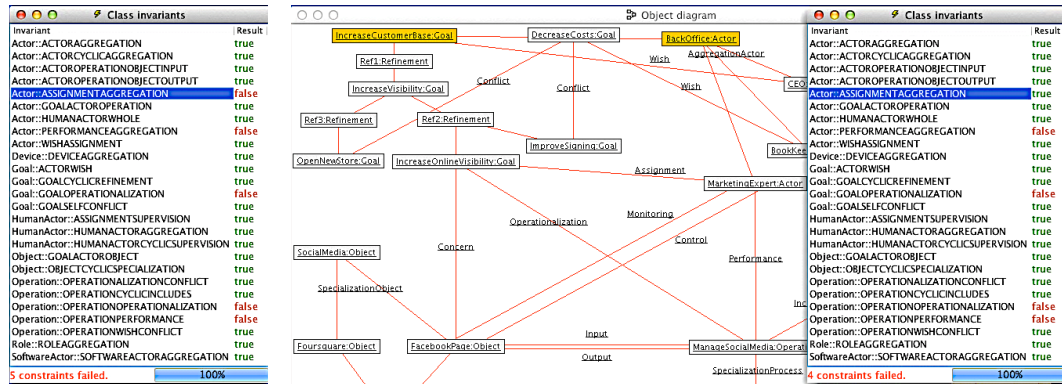 Class invariants
Invariant Result
Actor::ACTORAGGREGATION true
Actor::ACTORCYCLICAGGREGATION true
Actor::ACTOROPERATIONOBJECTINPUT true
Actor::ACTOROPERATIONOBJECTOUTPUT true
Actor::ASSIGNMENTAGGREGATION false
Actor::GOALACTOROPERATION true
Actor::HUMANACTORWHOLE true
Actor::PERFORMANCEAGGREGATION false
Actor::WISHASSIGNMENT true
Device::DEVICEAGGREGATION true
Goal::ACTORWISH true
Goal::GOALCYCLICREFINEMENT true
Goal::GOALOPERATIONALIZATION false
Goal::GOALSELFCONFLICT true
HumanActor::ASSIGNMENTSUPERVISION true
HumanActor::HUMANACTORAGGREGATION true
HumanActor::HUMANACTORCYCLICSUPERVISION true
Object::GOALACTOROBJECT true
Object::OBJECTCYCLICSPECIALIZATION true
Operation::OPERATIONALIZATIONCONFLICT true
Operation::OPERATIONCYCLICINCLUDES true
Operation::OPERATIONOPERATIONALIZATION false
Operation::OPERATIONPERFORMANCE false
Operation::OPERATIONWISHCONFLICT true
Role::ROLEAGGREGATION true
SoftwareActor::SOFTWAREACTORAGGREGATION true
5 constraints failed. 100%
Object diagram
IncreaseCustomerBase:Goal
DecreaseCosts:Goal
BackOffice:Actor
AggregationActor
Wish
Ref1:Refinement
CEO
IncreaseVisibility:Goal
Conflict
Conflict
Wish
Ref3:Refinement
Ref2:Refinement
ImproveSigning:Goal
BookKee
OpenNewStore:Goal
IncreaseOnlineVisibility:Goal
Assignment
MarketingExpert:Actor
Operationalization
Monitoring
Concern
Control
SocialMedia:Object
Performance
SpecializationObject
Inc
Input
Foursquare:Object
FacebookPage:Object
ManageSocialMedia:Operati
Output
SpecializationProcess
Class invariants
Invariant Result
Actor::ACTORAGGREGATION true
Actor::ACTORCYCLICAGGREGATION true
Actor::ACTOROPERATIONOBJECTINPUT true
Actor::ACTOROPERATIONOBJECTOUTPUT true
Actor::ASSIGNMENTAGGREGATION true
Actor::GOALACTOROPERATION true
Actor::HUMANACTORWHOLE true
Actor::PERFORMANCEAGGREGATION false
Actor::WISHASSIGNMENT true
Device::DEVICEAGGREGATION true
Goal::ACTORWISH true
Goal::GOALCYCLICREFINEMENT true
Goal::GOALOPERATIONALIZATION false
Goal::GOALSELFCONFLICT true
HumanActor::ASSIGNMENTSUPERVISION true
HumanActor::HUMANACTORAGGREGATION true
HumanActor::HUMANACTORCYCLICSUPERVISION true
Object::GOALACTOROBJECT true
Object::OBJECTCYCLICSPECIALIZATION true
Operation::OPERATIONALIZATIONCONFLICT true
Operation::OPERATIONCYCLICINCLUDES true
Operation::OPERATIONOPERATIONALIZATION false
Operation::OPERATIONPERFORMANCE false
Operation::OPERATIONWISHCONFLICT true
Role::ROLEAGGREGATION true
SoftwareActor::SOFTWAREACTORAGGREGATION true
4 constraints failed. 100%